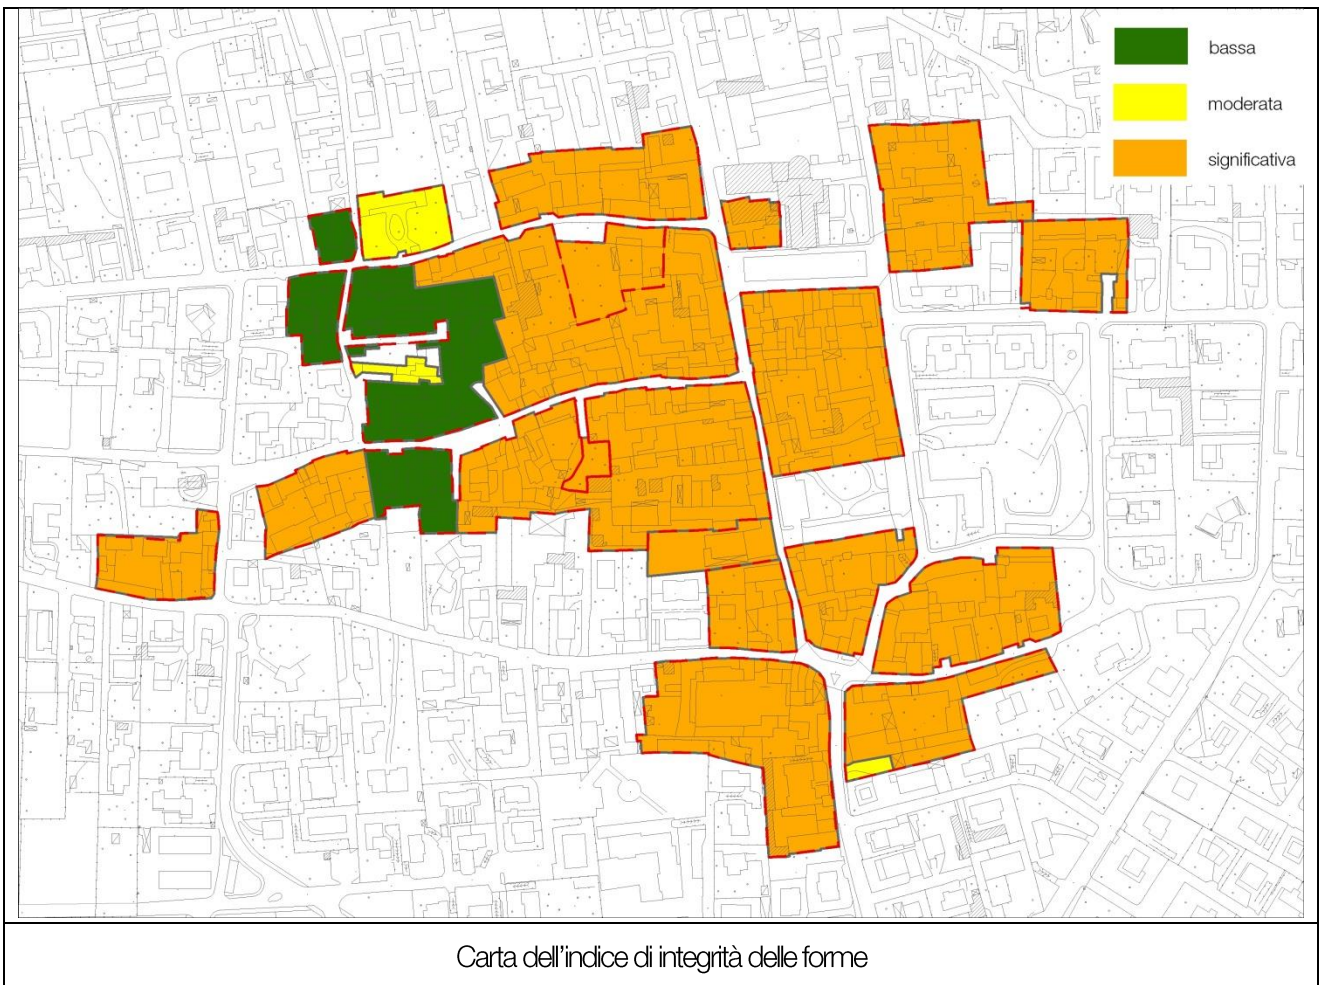 bassa
moderata
significativa
Carta dell'indice di integrità delle forme